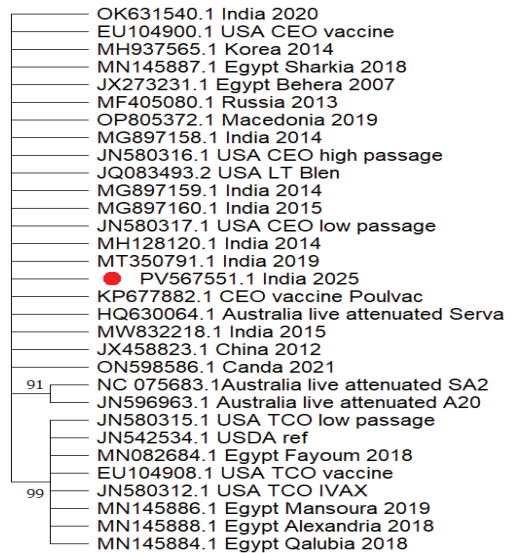 OK631540.1 India 2020
EU104900.1 USA CEO vaccine
MH937565.1 Korea 2014
MN145887.1 Egypt Sharkia 2018
JX273231.1 Egypt Behera 2007
MF405080.1 Russia 2013
OP805372.1 Macedonia 2019
MG897158.1 India 2014
JN580316.1 USA CEO high passage
JQ083493.2 USA LT Blen
MG897159.1 India 2014
MG897160.1 India 2015
JN580317.1 USA CEO low passage
MH128120.1 India 2014
MT350791.1 India 2019
PV567551.1 India 2025
KP677882.1 CEO vaccine Poulvac
HQ630064.1 Australia live attenuated Serva
MW832218.1 India 2015
JX458823.1 China 2012
ON598586.1 Canda 2021
91 NC 075683.1Australia live attenuated SA2
JN596963.1 Australia live attenuated A20
JN580315.1 USA TCO low passage
JN542534.1 USDA ref
MN082684.1 Egypt Fayoum 2018
EU104908.1 USA TCO vaccine
99 JN580312.1 USA TCO IVAX
MN145886.1 Egypt Mansoura 2019
MN145888.1 Egypt Alexandria 2018
MN145884.1 Egypt Qalubia 2018